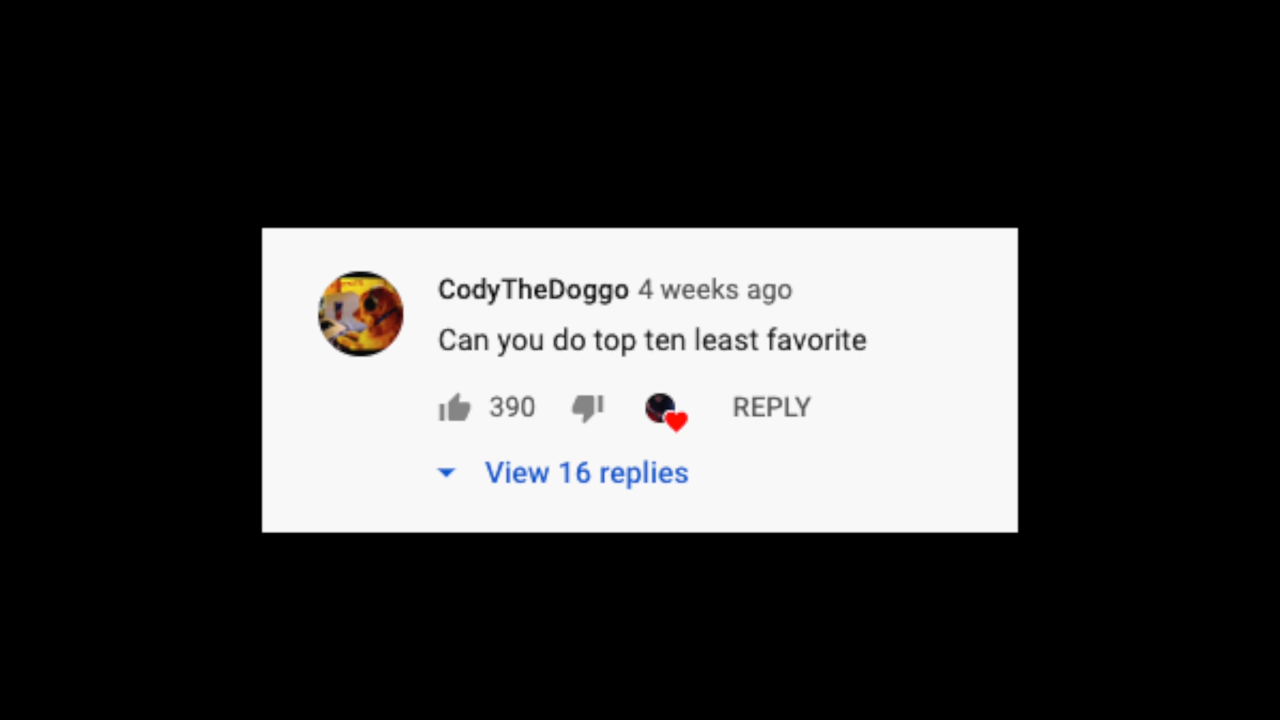 CodyTheDoggo 4 weeks ago
Can you do top ten least favorite
390 REPLY
View 16 replies